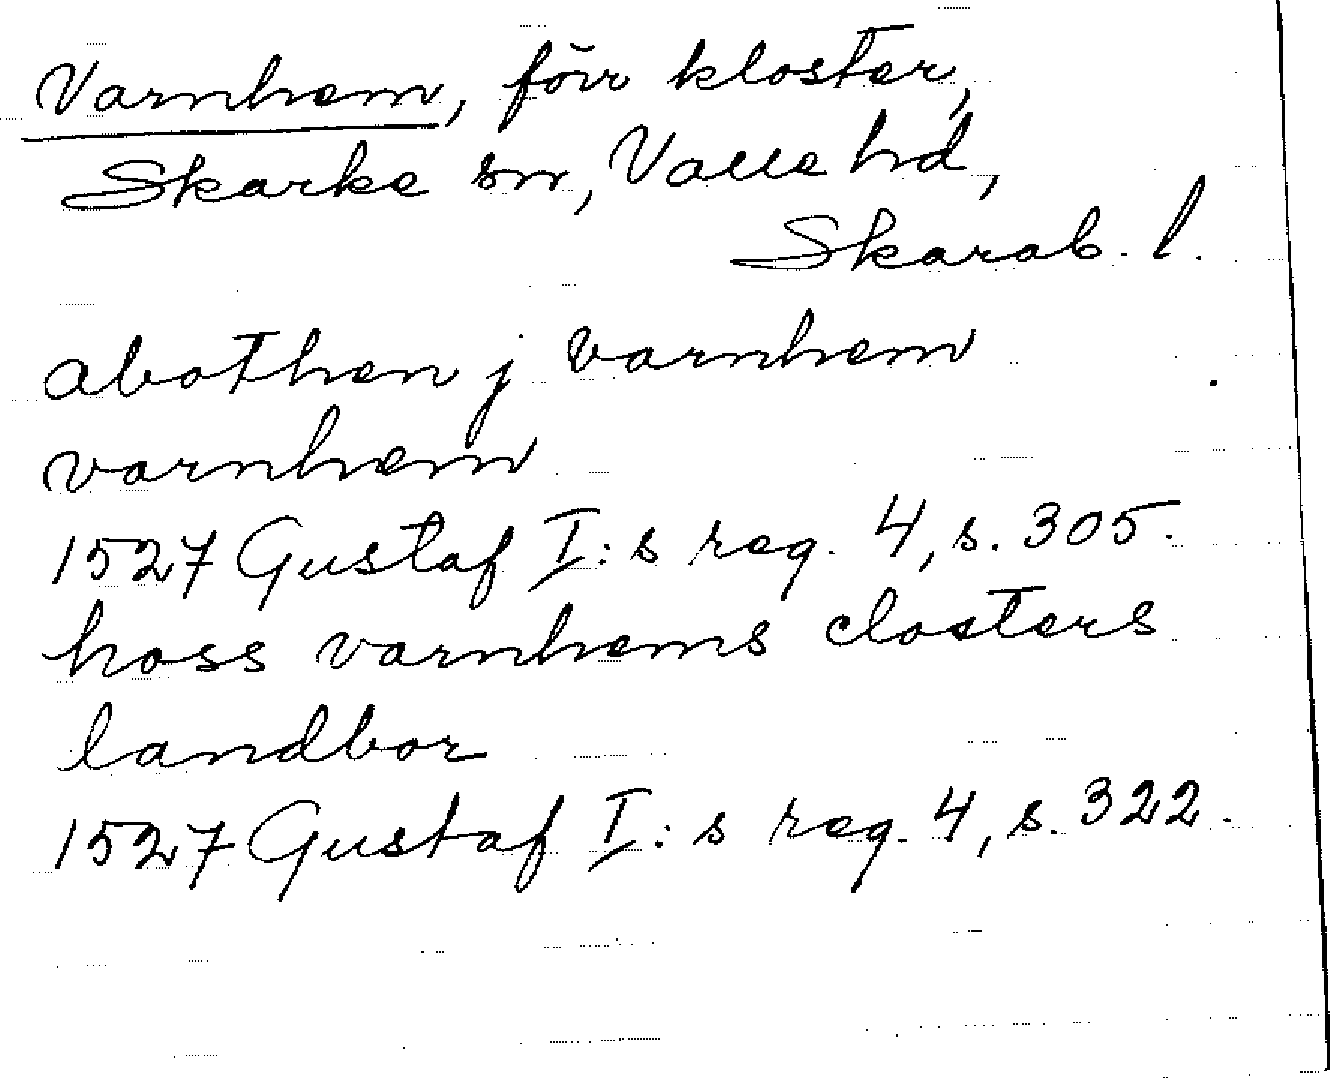 Varnhem, förr kloster,
Skarke sn, Valle hd,
Skarab. l.
abothen j varnhem
varnhem
1527 Gustaf I:s reg. 4, s. 305.
hoss varnhems closters
landbor
1527 Gustaf I:s reg. 4, s. 322.